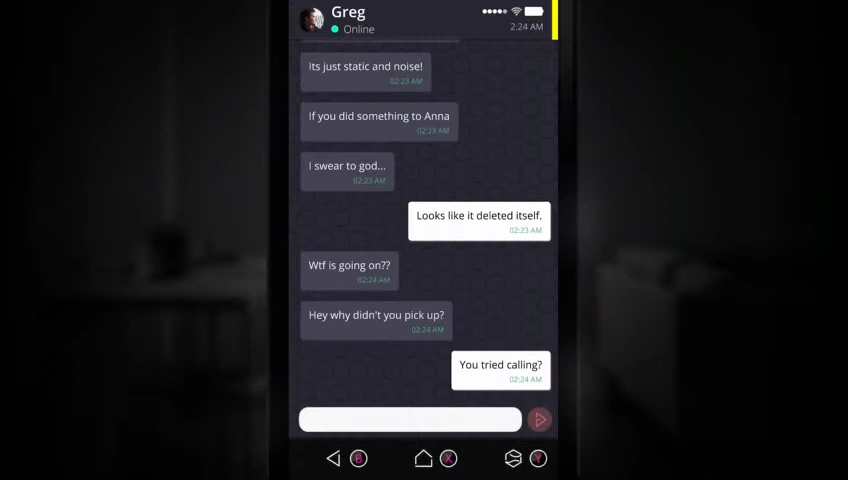 Greg
Online
2:24 AM
Its just static and noise!
02:23 AM
If you did something to Anna
02:23 AM
I swear to god...
02:23 AM
Looks like it deleted itself.
02:23 AM
Wtf is going on??
02:24 AM
Hey why didn't you pick up?
02:24 AM
You tried calling?
02:24 AM
B X Y